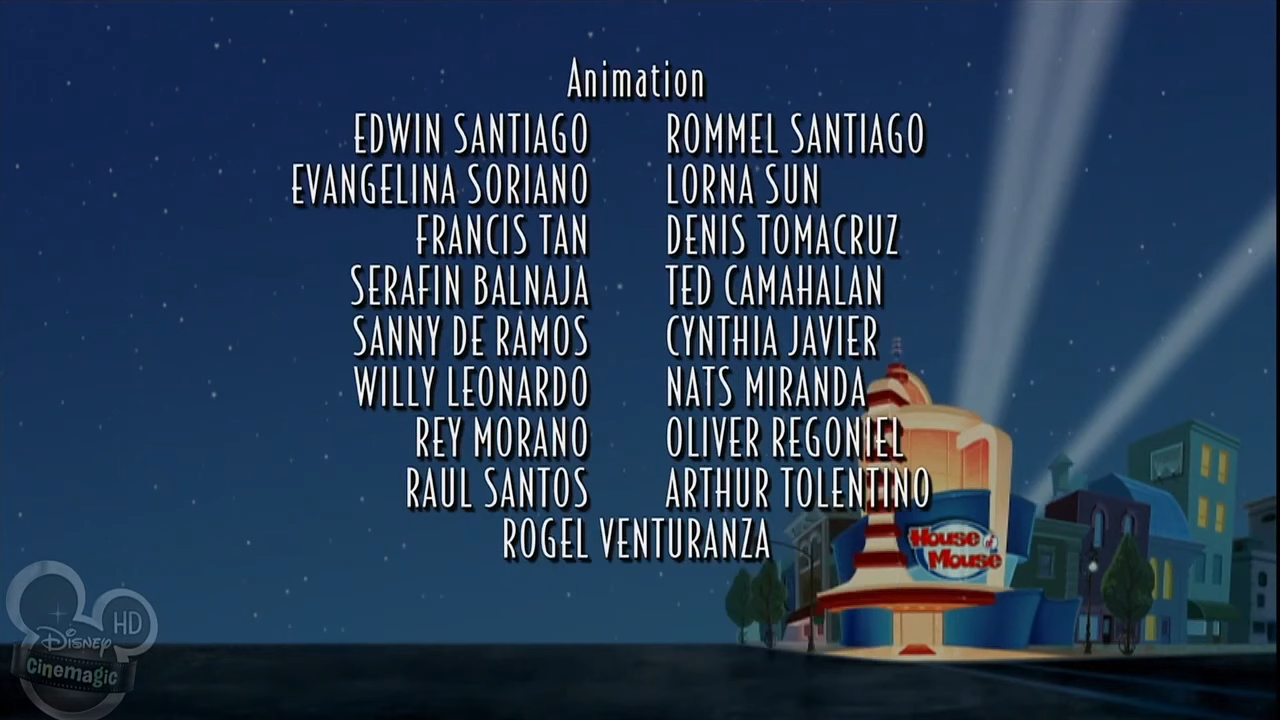 Animation
EDWIN SANTIAGO ROMMEL SANTIAGO
EVANGELINA SORIANO LORNA SUN
FRANCIS TAN DENIS TOMACRUZ
SERAFIN BALNAJA TED CAMAHALAN
SANNY DE RAMOS CYNTHIA JAVIER
WILLY LEONARDO NATS MIRANDA
REY MORANO OLIVER REGONIEL
RAUL SANTOS ARTHUR TOLENTINO
ROGEL VENTURANZA
House of
Mouse
HD
Disney
Cinemagic